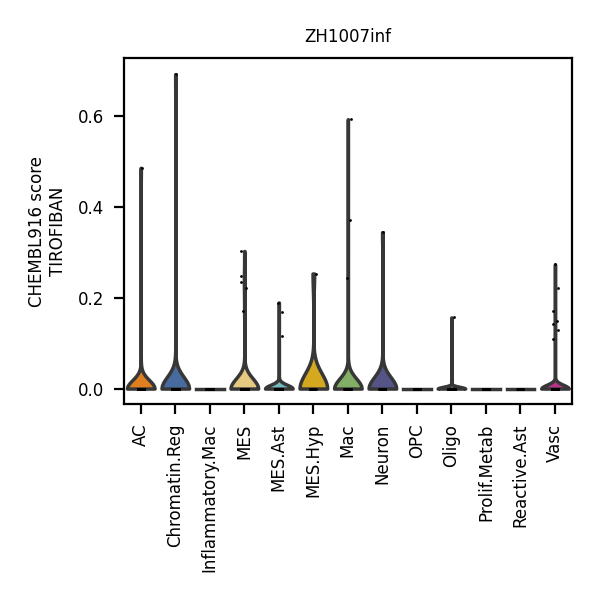 ZH1007inf
CHEMBL916 score
TIROFIBAN
0.6
0.4
0.2
0.0
AC
Chromatin.Reg
Inflammatory.Mac
MES
MES.Ast
MES.Hyp
Mac
Neuron
OPC
Oligo
Prolif.Metab
Reactive.Ast
Vasc